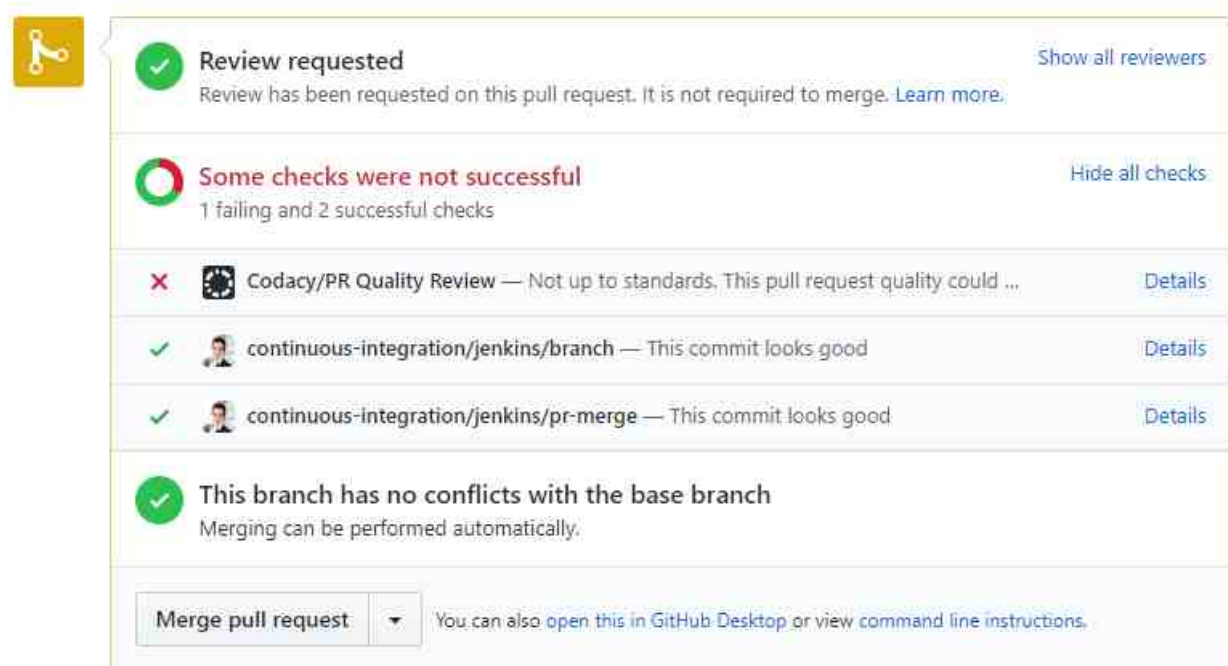 Review requested
Show all reviewers
Review has been requested on this pull request. It is not required to merge. Learn more.
Some checks were not successful
Hide all checks
1 failing and 2 successful checks
Codacy/PR Quality Review — Not up to standards. This pull request quality could ...
Details
continuous-integration/jenkins/branch — This commit looks good
Details
continuous-integration/jenkins/pr-merge — This commit looks good
Details
This branch has no conflicts with the base branch
Merging can be performed automatically.
Merge pull request
You can also open this in GitHub Desktop or view command line instructions.